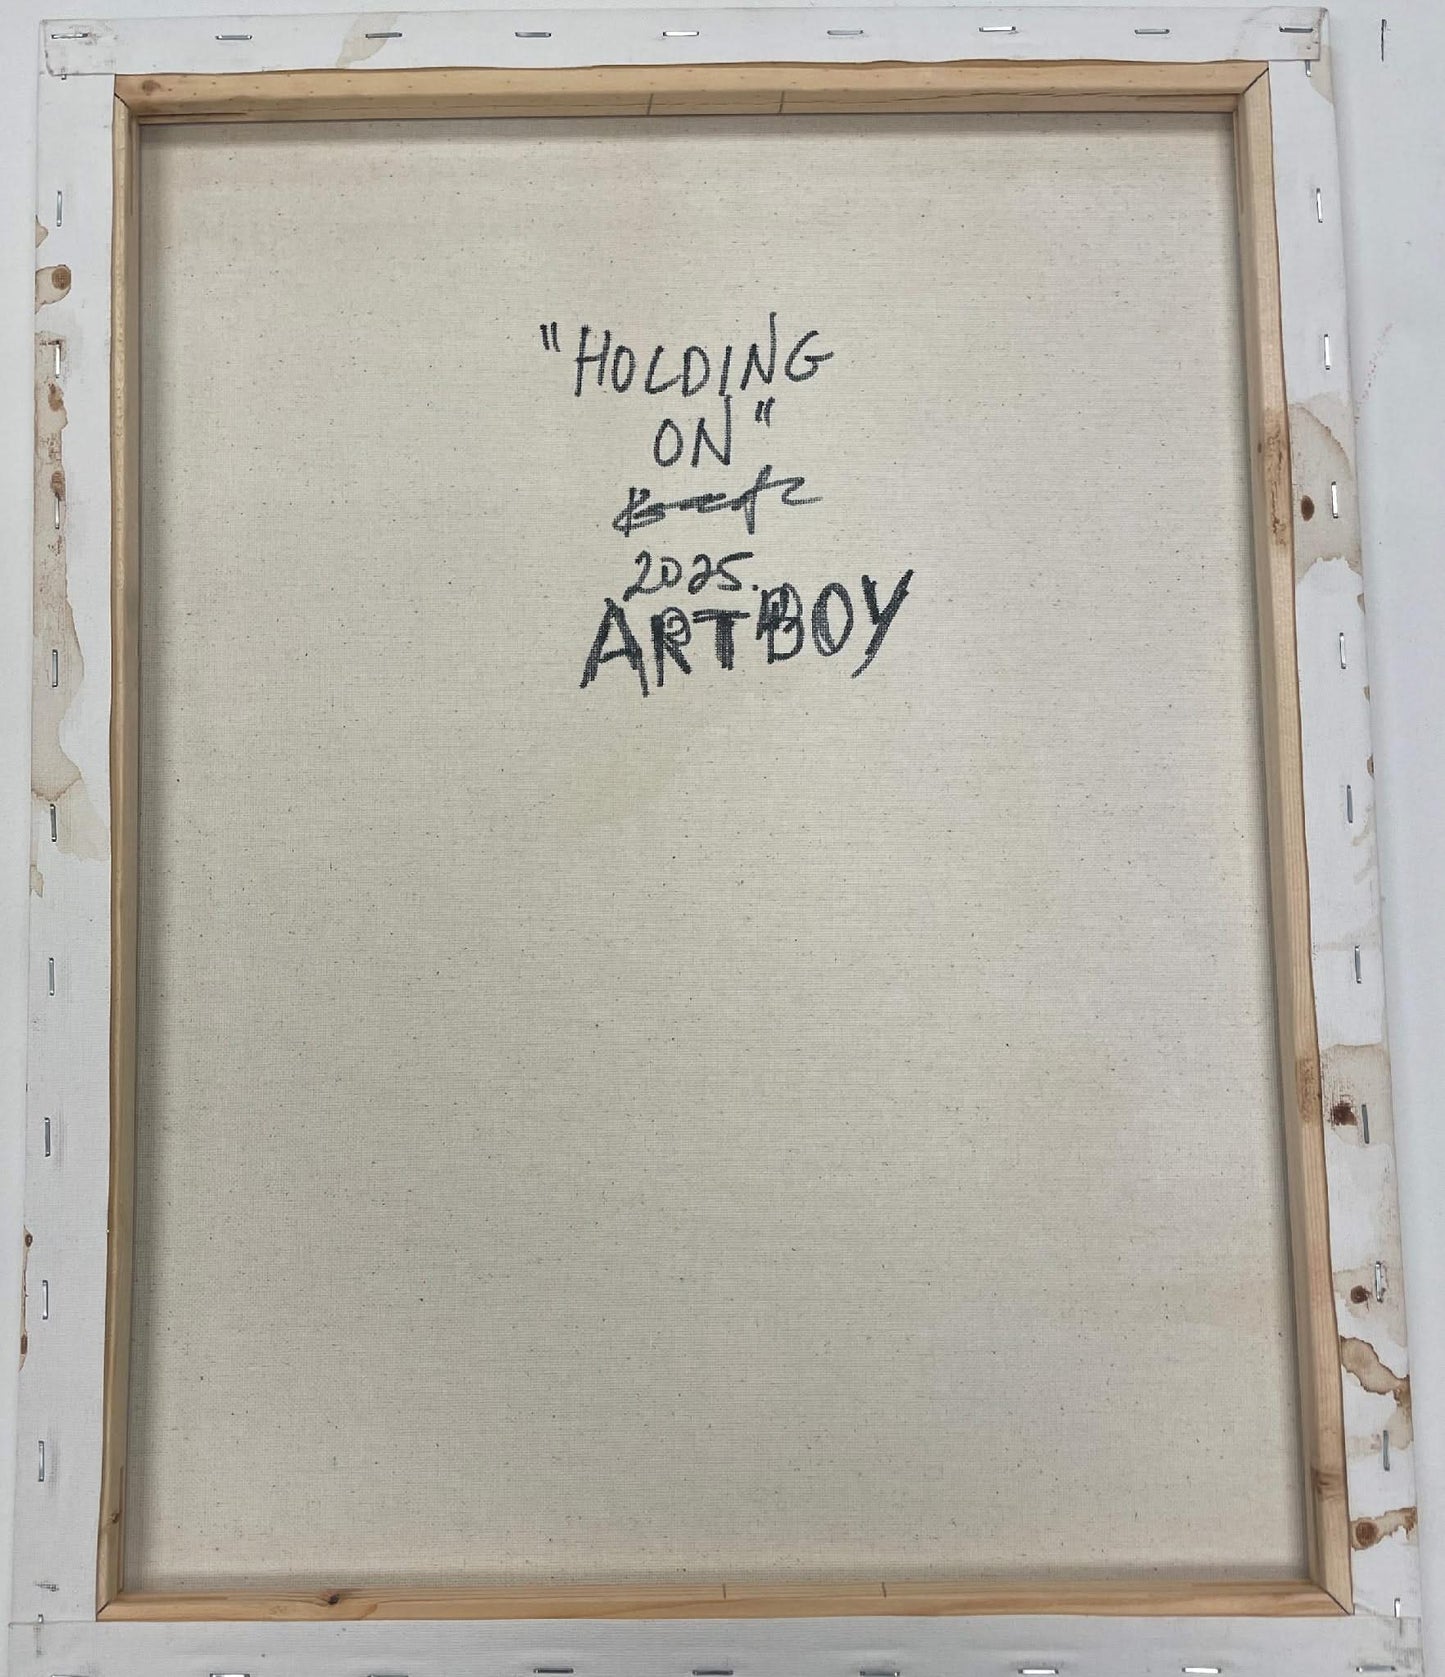 "HOLDING
ON"
2025.
ARTBOY